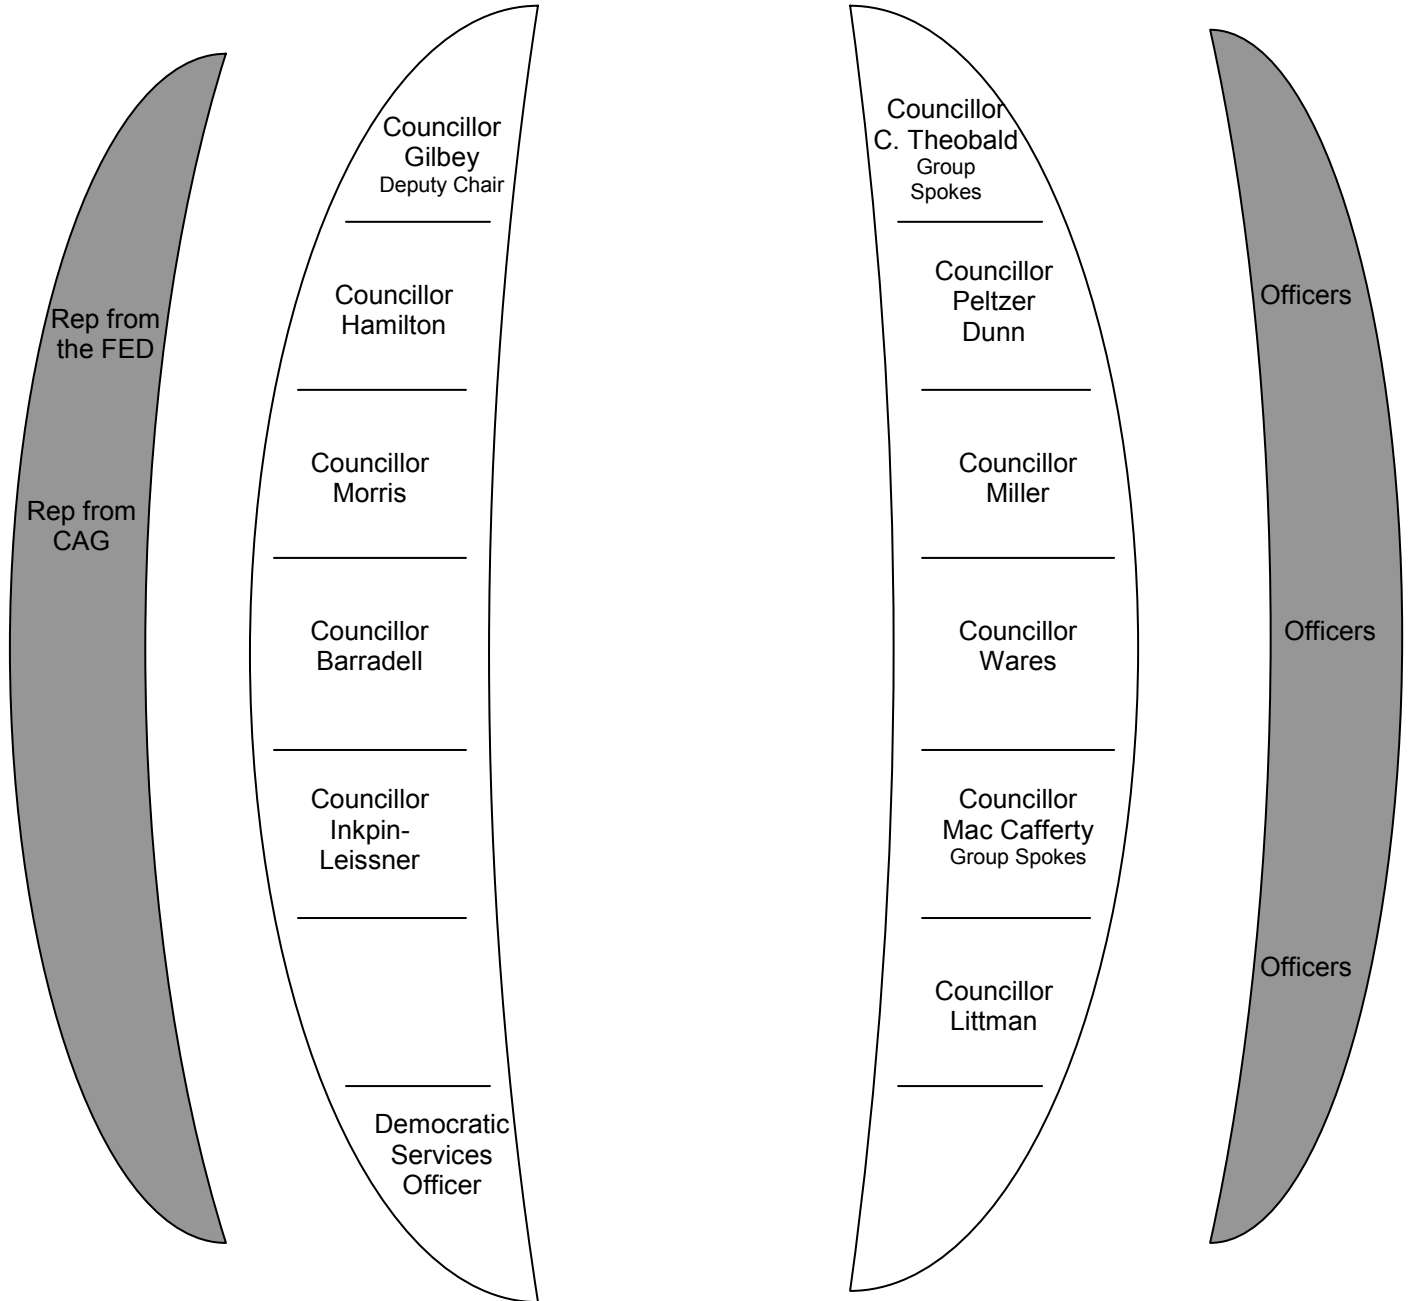 Rep from
the FED
Rep from
CAG
Councillor
Gilbey
Deputy Chair
Councillor
Hamilton
Councillor
Morris
Councillor
Barradell
Councillor
Inkpin-
Leissner
Democratic
Services
Officer
Councillor
C. Theobald
Group
Spokes
Councillor
Peltzer
Dunn
Councillor
Miller
Councillor
Wares
Councillor
Mac Cafferty
Group Spokes
Councillor
Littman
Officers
Officers
Officers